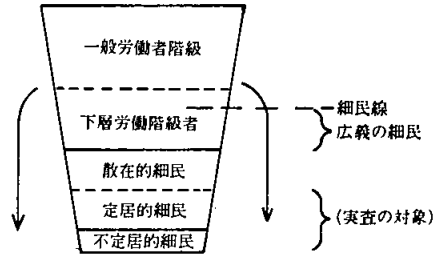 一般労働者階級
細民線
下層労働階級者
広義の細民
散在的細民
定居的細民
(実査の対象)
不定居的細民